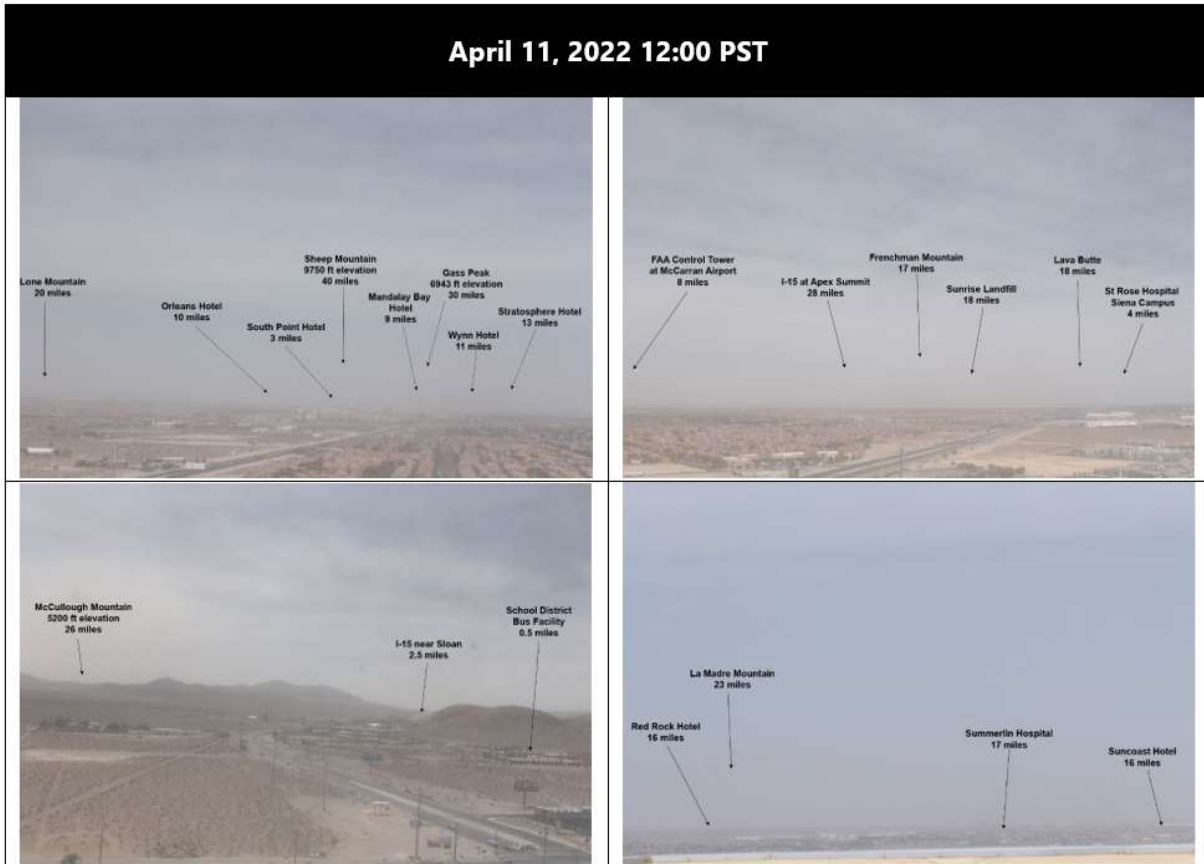 April 11, 2022 12:00 PST
Lone Mountain
20 miles
Orleans Hotel
10 miles
South Point Hotel
3 miles
Sheep Mountain
9750 ft elevation
40 miles
Mandalay Bay
Hotel
9 miles
Gass Peak
6943 ft elevation
30 miles
Wynn Hotel
11 miles
Stratosphere Hotel
13 miles
FAA Control Tower
at McCarran Airport
8 miles
I-15 at Apex Summit
28 miles
Frenchman Mountain
17 miles
Sunrise Landfill
18 miles
Lava Butte
18 miles
St Rose Hospital
Siena Campus
4 miles
McCullough Mountain
5200 ft elevation
26 miles
I-15 near Sloan
2.5 miles
School District
Bus Facility
0.5 miles
Red Rock Hotel
16 miles
La Madre Mountain
23 miles
Summerlin Hospital
17 miles
Suncoast Hotel
16 miles